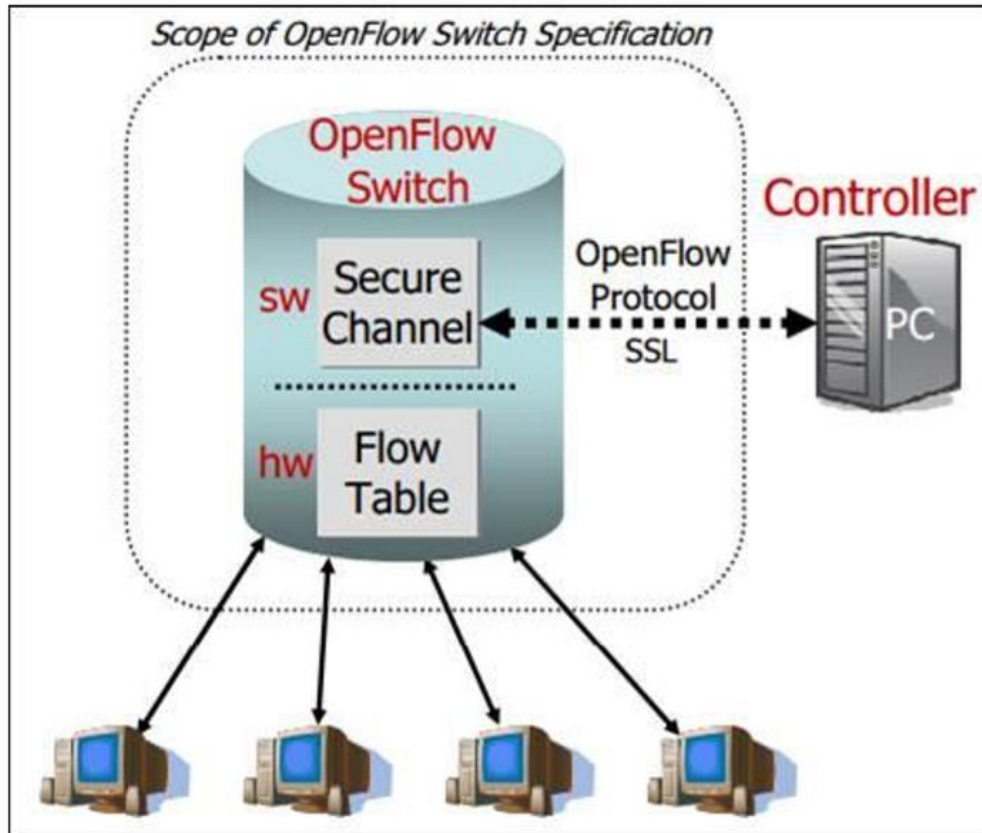 Scope of OpenFlow Switch Specification
OpenFlow
Switch
Controller
sw
Secure
Channel
OpenFlow
Protocol
SSL
PC
hw
Flow
Table